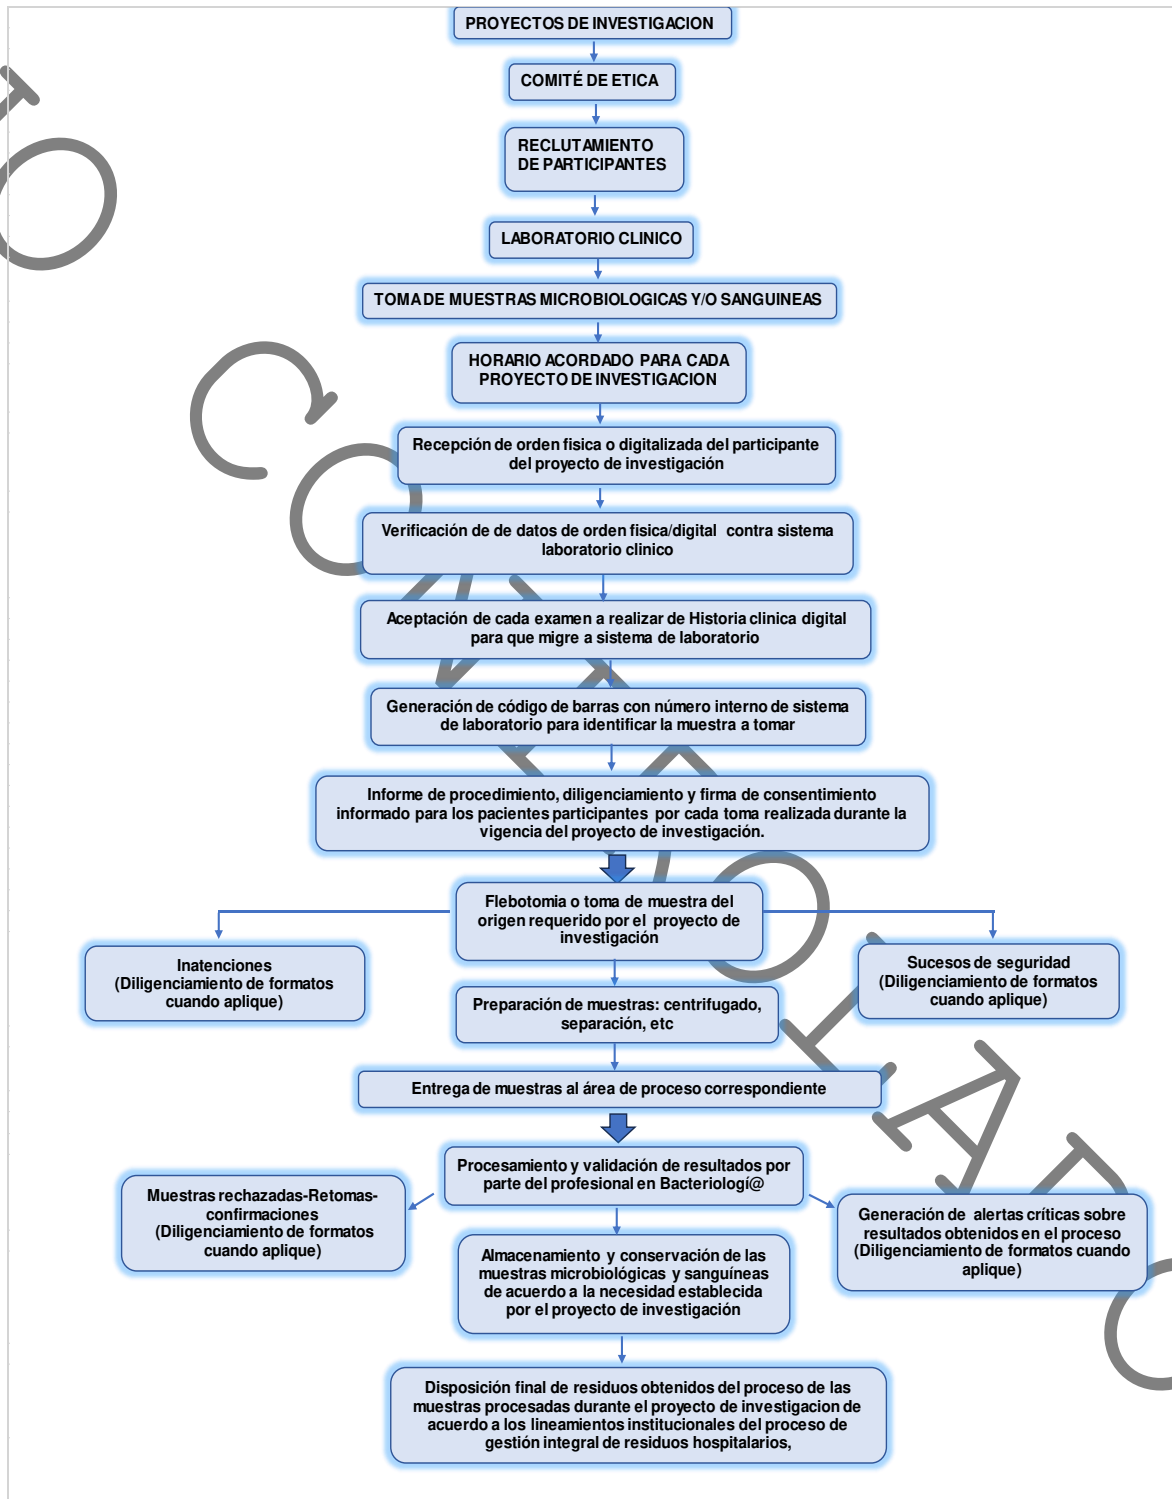 PROYECTOS DE INVESTIGACION
COMITÉ DE ETICA
RECLUTAMIENTO
DE PARTICIPANTES
LABORATORIO CLINICO
TOMA DE MUESTRAS MICROBIOLOGICAS Y/O SANGUINEAS
HORARIO ACORDADO PARA CADA
PROYECTO DE INVESTIGACION
Recepción de orden fisica o digitalizada del participante
del proyecto de investigación
Verificación de de datos de orden fisica/digital contra sistema
laboratorio clinico
Aceptación de cada examen a realizar de Historia clinica digital
para que migre a sistema de laboratorio
Generación de código de barras con número interno de sistema
de laboratorio para identificar la muestra a tomar
Informe de procedimiento, diligenciamiento y firma de consentimiento
informado para los pacientes participantes por cada toma realizada durante la
vigencia del proyecto de investigación.
Flebotomia o toma de muestra del
origen requerido por el proyecto de
investigación
Inatenciones
(Diligenciamiento de formatos
cuando aplique)
Sucesos de seguridad
(Diligenciamiento de formatos
cuando aplique)
Preparación de muestras: centrifugado,
separación, etc
Entrega de muestras al área de proceso correspondiente
Procesamiento y validación de resultados por
parte del profesional en Bacteriologí@
Muestras rechazadas-Retomas-
confirmaciones
(Diligenciamiento de formatos
cuando aplique)
Generación de alertas críticas sobre
resultados obtenidos en el proceso
(Diligenciamiento de formatos cuando
aplique)
Almacenamiento y conservación de las
muestras microbiológicas y sanguíneas
de acuerdo a la necesidad establecida
por el proyecto de investigación
Disposición final de residuos obtenidos del proceso de las
muestras procesadas durante el proyecto de investigacion de
acuerdo a los lineamientos institucionales del proceso de
gestión integral de residuos hospitalarios,